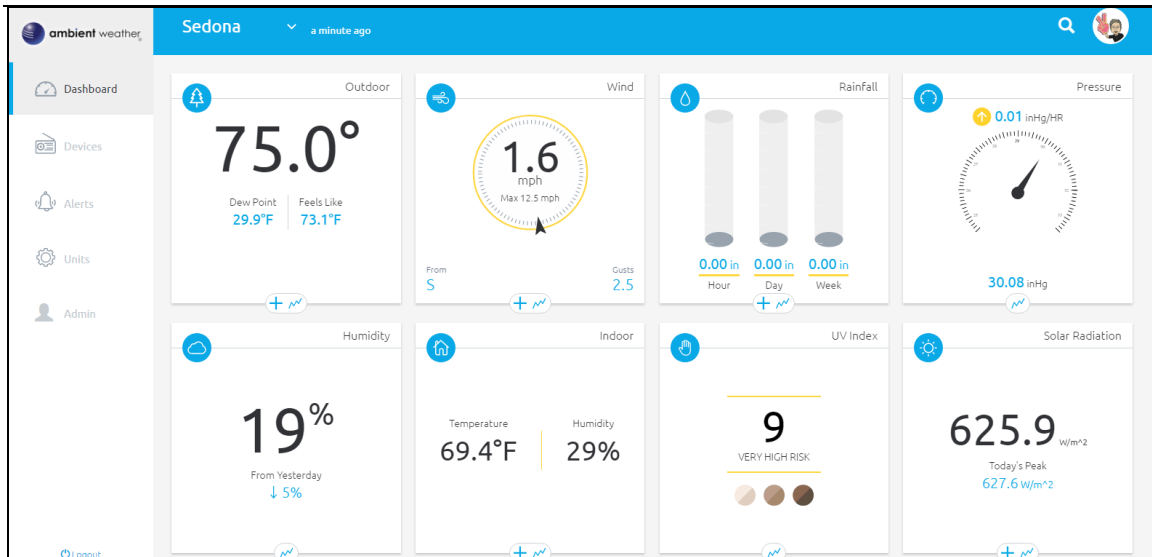 ambient weather
Sedona
a minute ago
Dashboard
Devices
Alerts
Units
Admin
Logout
Outdoor
75.0°
Dew Point
Feels Like
29.9°F
73.1°F
Wind
1.6
mph
Max 12.5 mph
From
Gusts
S
2.5
Rainfall
0.00 in
0.00 in
0.00 in
Hour
Day
Week
Pressure
0.01 inHg/HR
30.08 inHg
Humidity
19%
From Yesterday
↓ 5%
Indoor
Temperature
Humidity
69.4°F
29%
UV Index
9
VERY HIGH RISK
Solar Radiation
625.9 W/m^2
Today's Peak
627.6 W/m^2